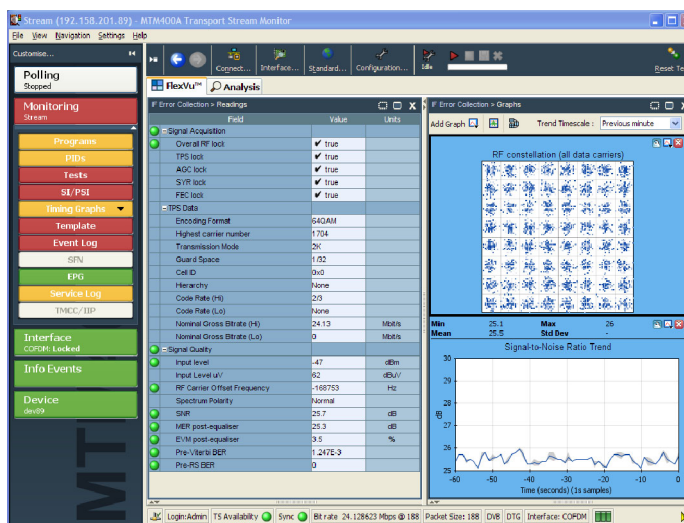 Stream (192.158.201.89) - MTM400A Transport Stream Monitor
File View Navigation Settings Help
Customise...
Polling
Stopped
Monitoring
Stream
Programs
PIDs
Tests
SI/PSI
Timing Graphs
Template
Event Log
SFN
EPG
Service Log
TMCC/IIP
Interface
COFDM: Locked
Info Events
Device
dev89
MT
Connect... Interface... Standard... Configuration... Idle Reset Te
FlexVu™ Analysis
IF Error Collection > Readings
Field Value Units
Signal Acquisition
Overall RF lock true
TPS lock true
AGC lock true
SYR lock true
FEC lock true
TPS Data
Encoding Format 64QAM
Highest carrier number 1704
Transmission Mode 2K
Guard Space 1/32
Cell ID 0x0
Hierarchy None
Code Rate (Hi) 2/3
Code Rate (Lo) None
Nominal Gross Bitrate (Hi) 24.13 Mbit/s
Nominal Gross Bitrate (Lo) 0 Mbit/s
Signal Quality
Input level -47 dBm
Input Level uV 62 dBuV
RF Carrier Offset Frequency -168753 Hz
Spectrum Polarity Normal
SNR 25.7 dB
MER post-equaliser 25.3 dB
EVM post-equaliser 3.5 %
Pre-Viterbi BER 1.247E-3
Pre-RS BER 0
IF Error Collection > Graphs
Add Graph Trend Timescale : Previous minute
RF constellation (all data carriers)
Min 25.1 Max 26
Mean 25.5 Std Dev -
Signal-to-Noise Ratio Trend
dB
30
29
28
27
26
25
-60 -50 -40 -30 -20 -10 0
Time (seconds) (1s samples)
Login:Admin TS Availability Sync Bit rate 24.128623 Mbps @ 188 Packet Size: 188 DVB DTG Interface: COFDM